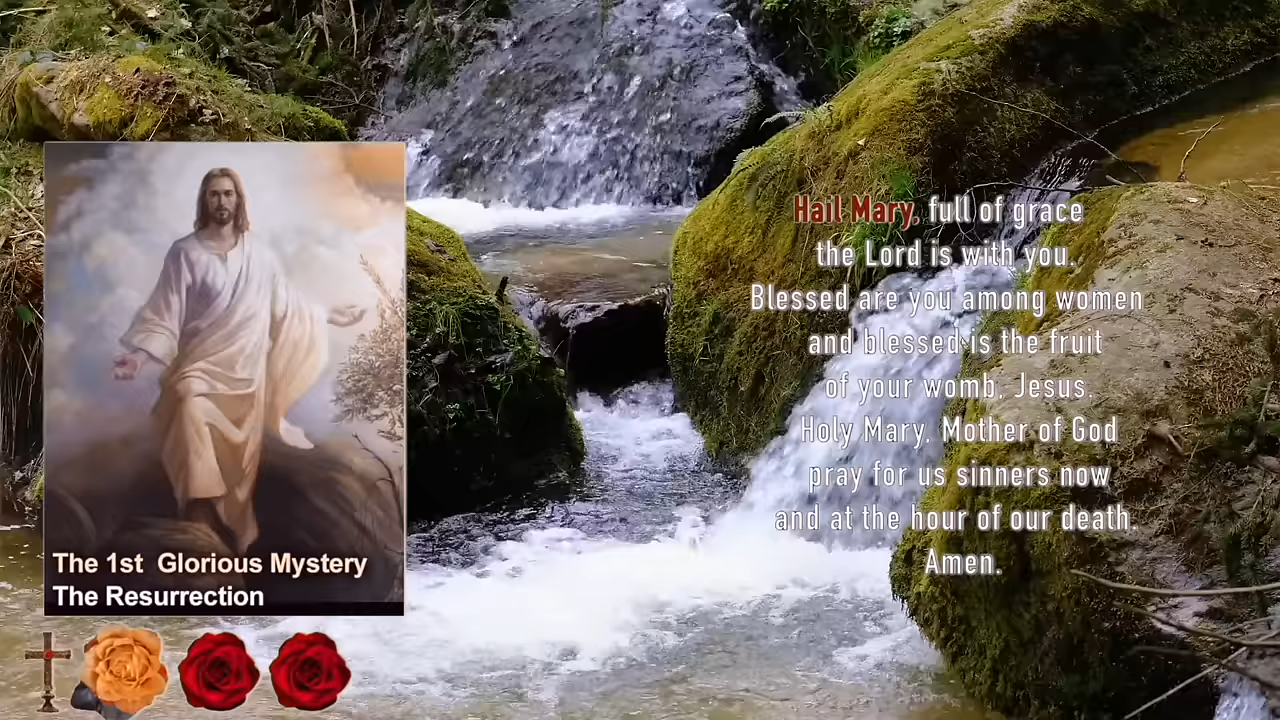 Hail Mary, full of grace
the Lord is with you.
Blessed are you among women
and blessed is the fruit
of your womb, Jesus.
Holy Mary, Mother of God
pray for us sinners now
and at the hour of our death.
Amen.
The 1st Glorious Mystery
The Resurrection